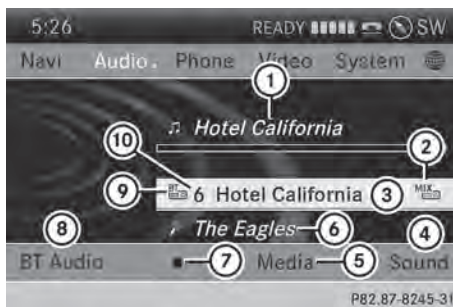 5:26 READY SW
Navi Audio Phone Video System
1
Hotel California
10 2
9 BT 6 Hotel California 3 MIX
The Eagles 6
8 4
BT Audio 7 Media 5 Sound
P82.87-8245-31